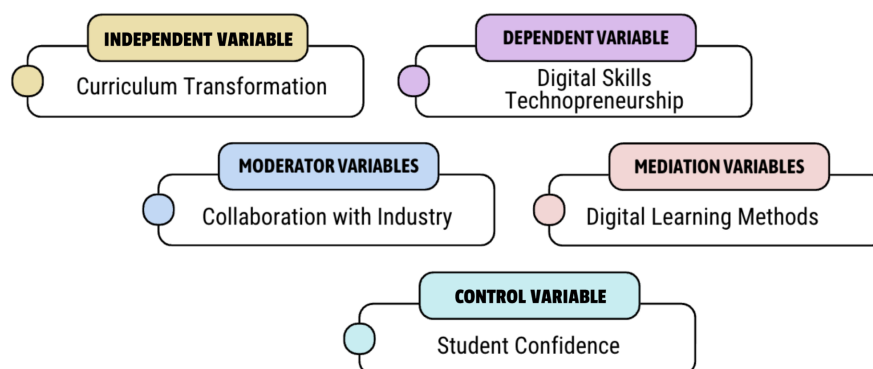 INDEPENDENT VARIABLE
Curriculum Transformation
DEPENDENT VARIABLE
Digital Skills
Technopreneurship
MODERATOR VARIABLES
Collaboration with Industry
MEDIATION VARIABLES
Digital Learning Methods
CONTROL VARIABLE
Student Confidence